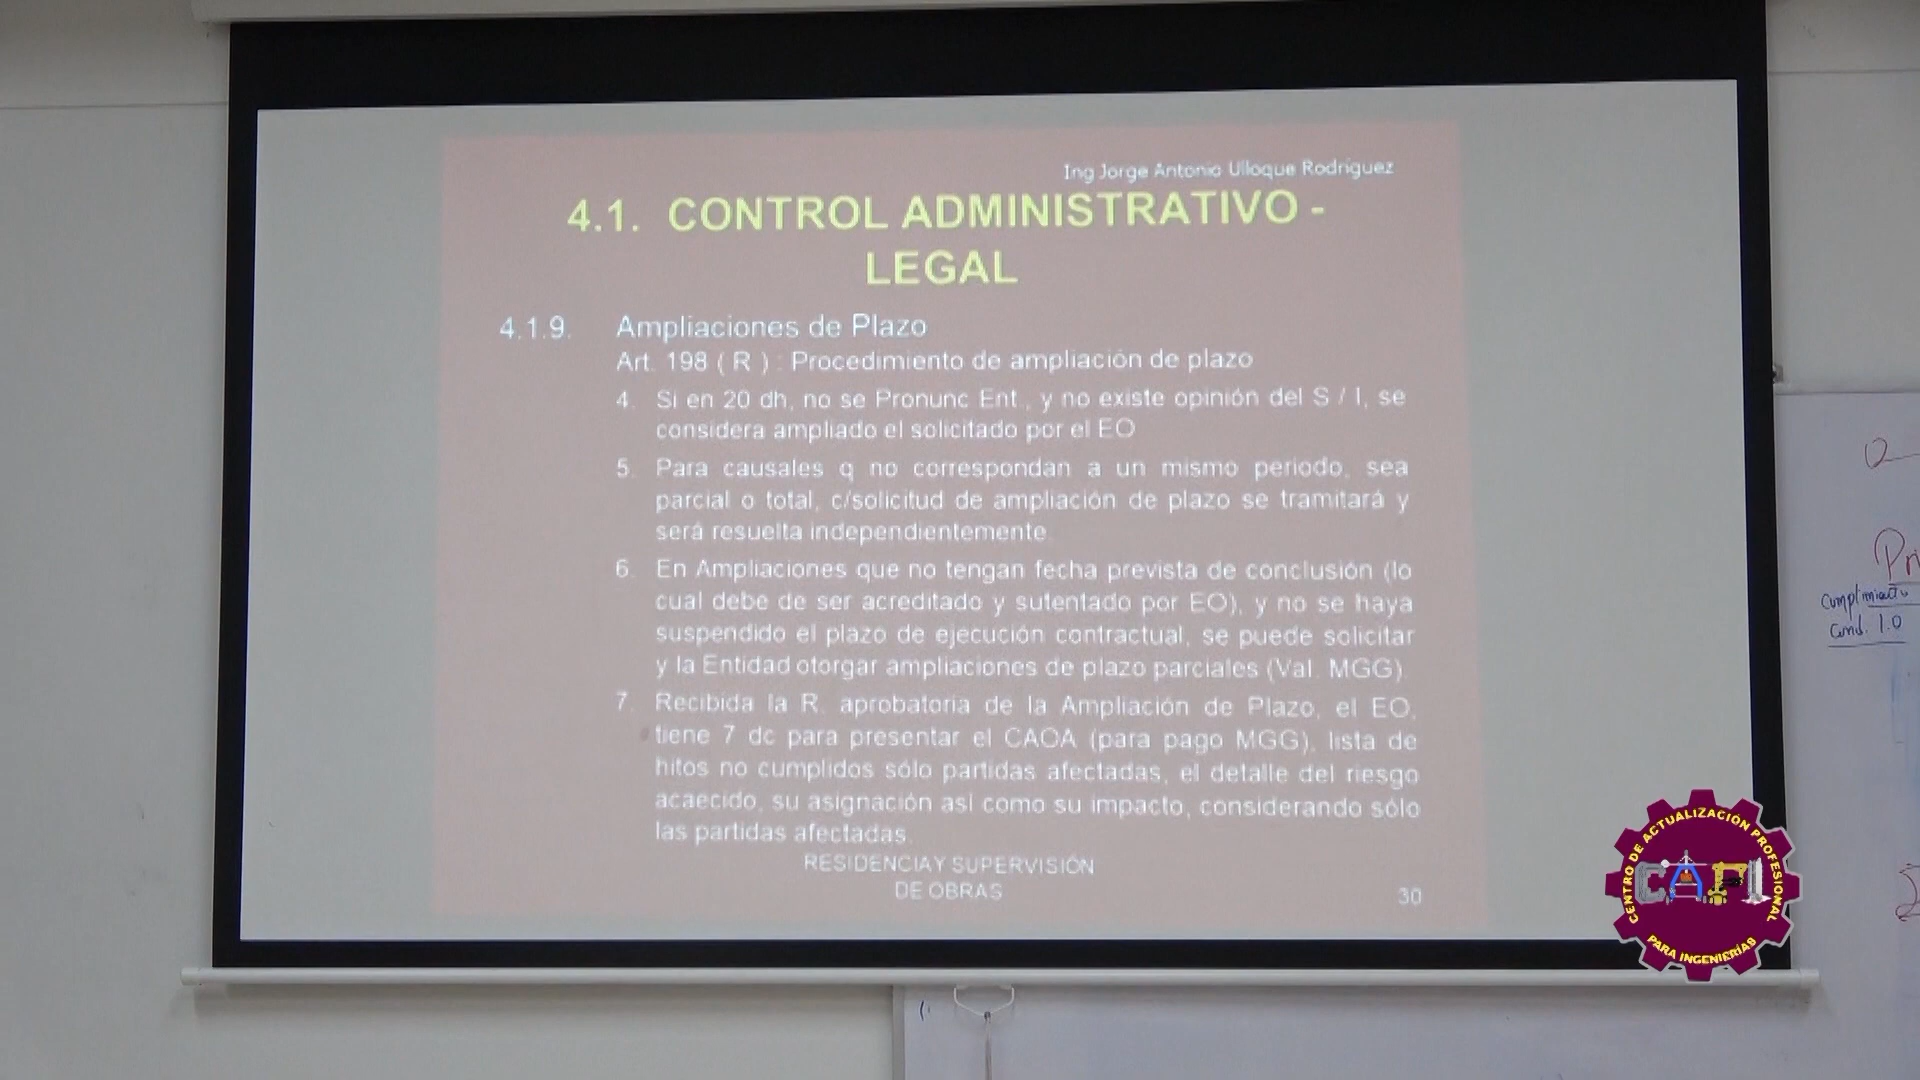 Ing Jorge Antonio Ulloque Rodríguez
4.1. CONTROL ADMINISTRATIVO -
LEGAL
4.1.9. Ampliaciones de Plazo
Art. 198 ( R ) : Procedimiento de ampliación de plazo
4. Si en 20 dh, no se Pronunc Ent., y no existe opinión del S / I, se
considera ampliado el solicitado por el EO
5. Para causales q no correspondan a un mismo periodo, sea
parcial o total, c/solicitud de ampliación de plazo se tramitará y
será resuelta independientemente
6. En Ampliaciones que no tengan fecha prevista de conclusión (lo
cual debe de ser acreditado y sutentado por EO), y no se haya
suspendido el plazo de ejecución contractual, se puede solicitar
y la Entidad otorgar ampliaciones de plazo parciales (Val. MGG).
7. Recibida la R. aprobatoria de la Ampliación de Plazo, el EO,
tiene 7 dc para presentar el CAOA (para pago MGG), lista de
hitos no cumplidos sólo partidas afectadas, el detalle del riesgo
acaecido, su asignación así como su impacto, considerando sólo
las partidas afectadas.
RESIDENCIA Y SUPERVISIÓN
DE OBRAS
30
CENTRO DE ACTUALIZACIÓN PROFESIONAL
CAPI
PARA INGENIERÍAS
Cumplimiento
1.0